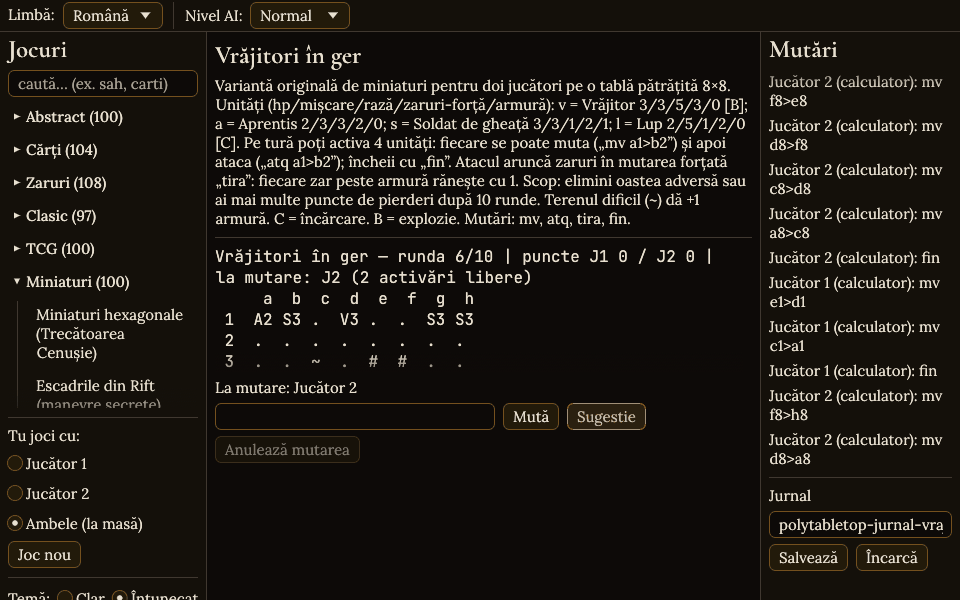 Limbă: Română ▼ Nivel AI: Normal ▼
Jocuri
caută... (ex. sah, carti)
▸ Abstract (100)
▸ Cărți (104)
▸ Zaruri (108)
▸ Clasic (97)
▸ TCG (100)
▾ Miniaturi (100)
Miniaturi hexagonale
(Trecătoarea
Cenușie)
Escadrile din Rift
(manevre secrete)
Tu joci cu:
Jucător 1
Jucător 2
Ambele (la masă)
Joc nou
Temă: Clar Întunecat
Vrăjitori în ger
Variantă originală de miniaturi pentru doi jucători pe o tablă pătrățită 8×8.
Unități (hp/mișcare/rază/zaruri-forță/armură): v = Vrăjitor 3/3/5/3/0 [B];
a = Aprentis 2/3/3/2/0; s = Soldat de gheață 3/3/1/2/1; l = Lup 2/5/1/2/0
[C]. Pe tură poți activa 4 unități: fiecare se poate muta („mv a1>b2”) și apoi
ataca („atq a1>b2”); închei cu „fin”. Atacul aruncă zaruri în mutarea forțată
„tira”: fiecare zar peste armură rănește cu 1. Scop: elimini oastea adversă sau
ai mai multe puncte de pierderi după 10 runde. Terenul dificil (~) dă +1
armură. C = încărcare. B = explozie. Mutări: mv, atq, tira, fin.
Vrăjitori în ger — runda 6/10 | puncte J1 0 / J2 0 |
la mutare: J2 (2 activări libere)
a b c d e f g h
1 A2 S3 . V3 . . S3 S3
2 . . . . . . . .
3 . . ~ . # # . .
La mutare: Jucător 2
Mută Sugestie
Anulează mutarea
Mutări
Jucător 2 (calculator): mv
f8>e8
Jucător 2 (calculator): mv
d8>f8
Jucător 2 (calculator): mv
c8>d8
Jucător 2 (calculator): mv
a8>c8
Jucător 2 (calculator): fin
Jucător 1 (calculator): mv
e1>d1
Jucător 1 (calculator): mv
c1>a1
Jucător 1 (calculator): fin
Jucător 2 (calculator): mv
f8>h8
Jucător 2 (calculator): mv
d8>a8
Jurnal
polytabletop-jurnal-vra
Salvează Încarcă